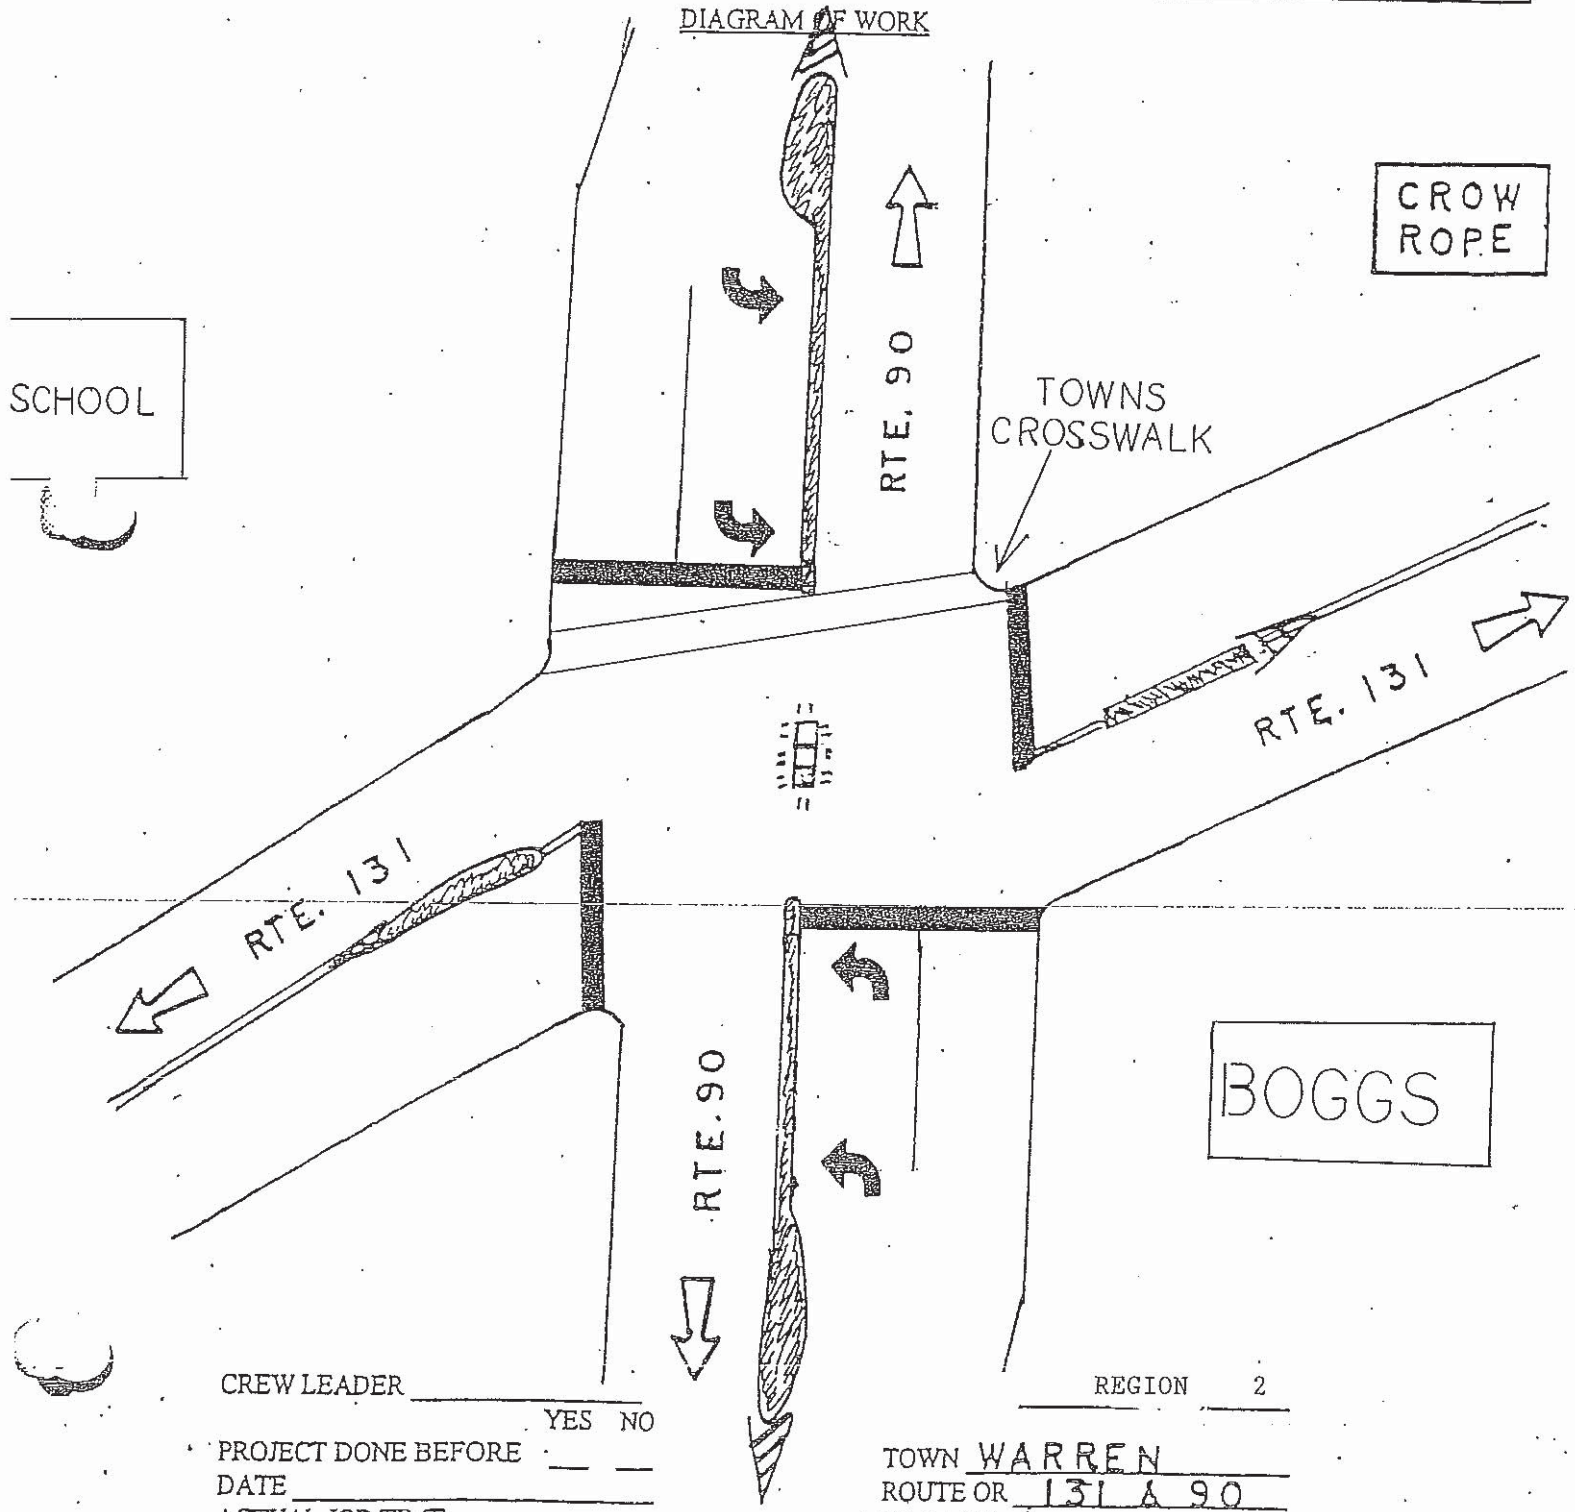 DIAGRAM OF WORK
CROW
ROPE
SCHOOL
RTE. 90
TOWNS
CROSSWALK
RTE. 131
RTE. 131
BOGGS
RTE. 90
CREW LEADER
YES NO
PROJECT DONE BEFORE
DATE
REGION 2
TOWN WARREN
ROUTE OR 131 & 90